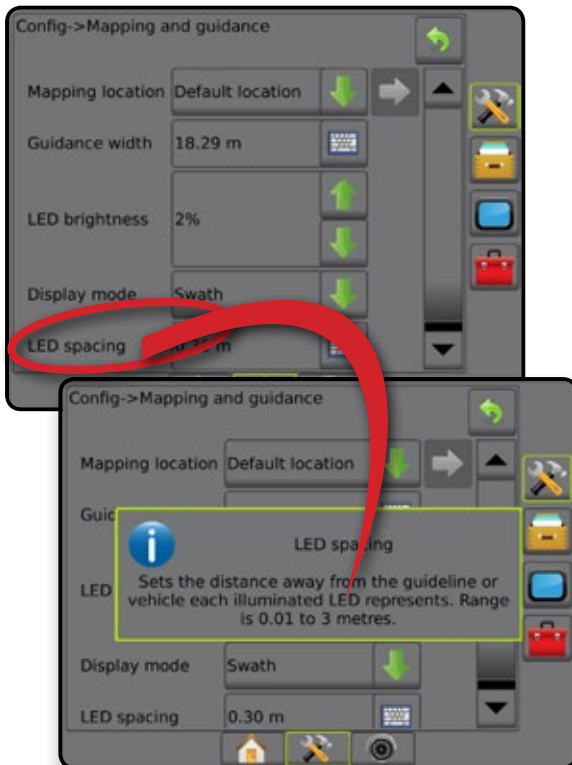 Config->Mapping and guidance
Mapping location Default location
Guidance width 18.29 m
LED brightness 2%
Display mode Swath
LED spacing m
Config->Mapping and guidance
Mapping location Default location
Guid
LED spacing
LED Sets the distance away from the guideline or
vehicle each illuminated LED represents. Range
is 0.01 to 3 metres.
Display mode Swath
LED spacing 0.30 m